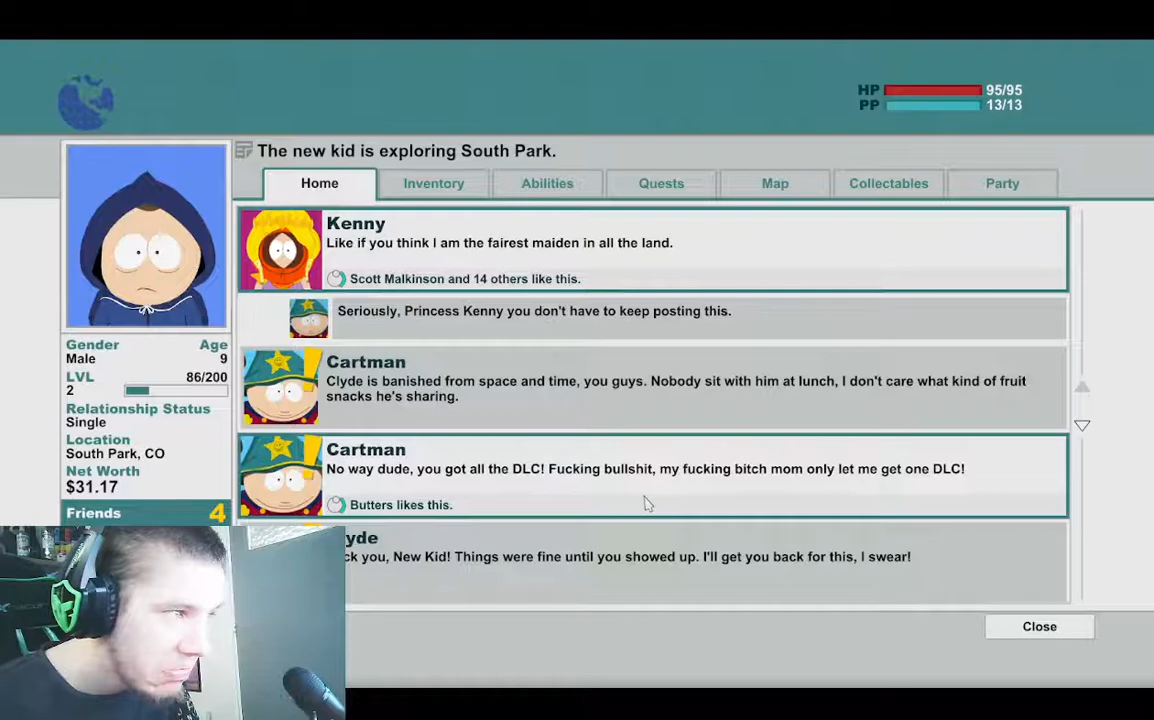 HP 95/95
PP 13/13
The new kid is exploring South Park.
Home Inventory Abilities Quests Map Collectables Party
Kenny
Like if you think I am the fairest maiden in all the land.
Scott Malkinson and 14 others like this.
Seriously, Princess Kenny you don't have to keep posting this.
Cartman
Clyde is banished from space and time, you guys. Nobody sit with him at lunch, I don't care what kind of fruit
snacks he's sharing.
Cartman
No way dude, you got all the DLC! Fucking bullshit, my fucking bitch mom only let me get one DLC!
Butters likes this.
yde
ck you, New Kid! Things were fine until you showed up. I'll get you back for this, I swear!
Gender Age
Male 9
LVL 86/200
2
Relationship Status
Single
Location
South Park, CO
Net Worth
$31.17
Friends 4
Close